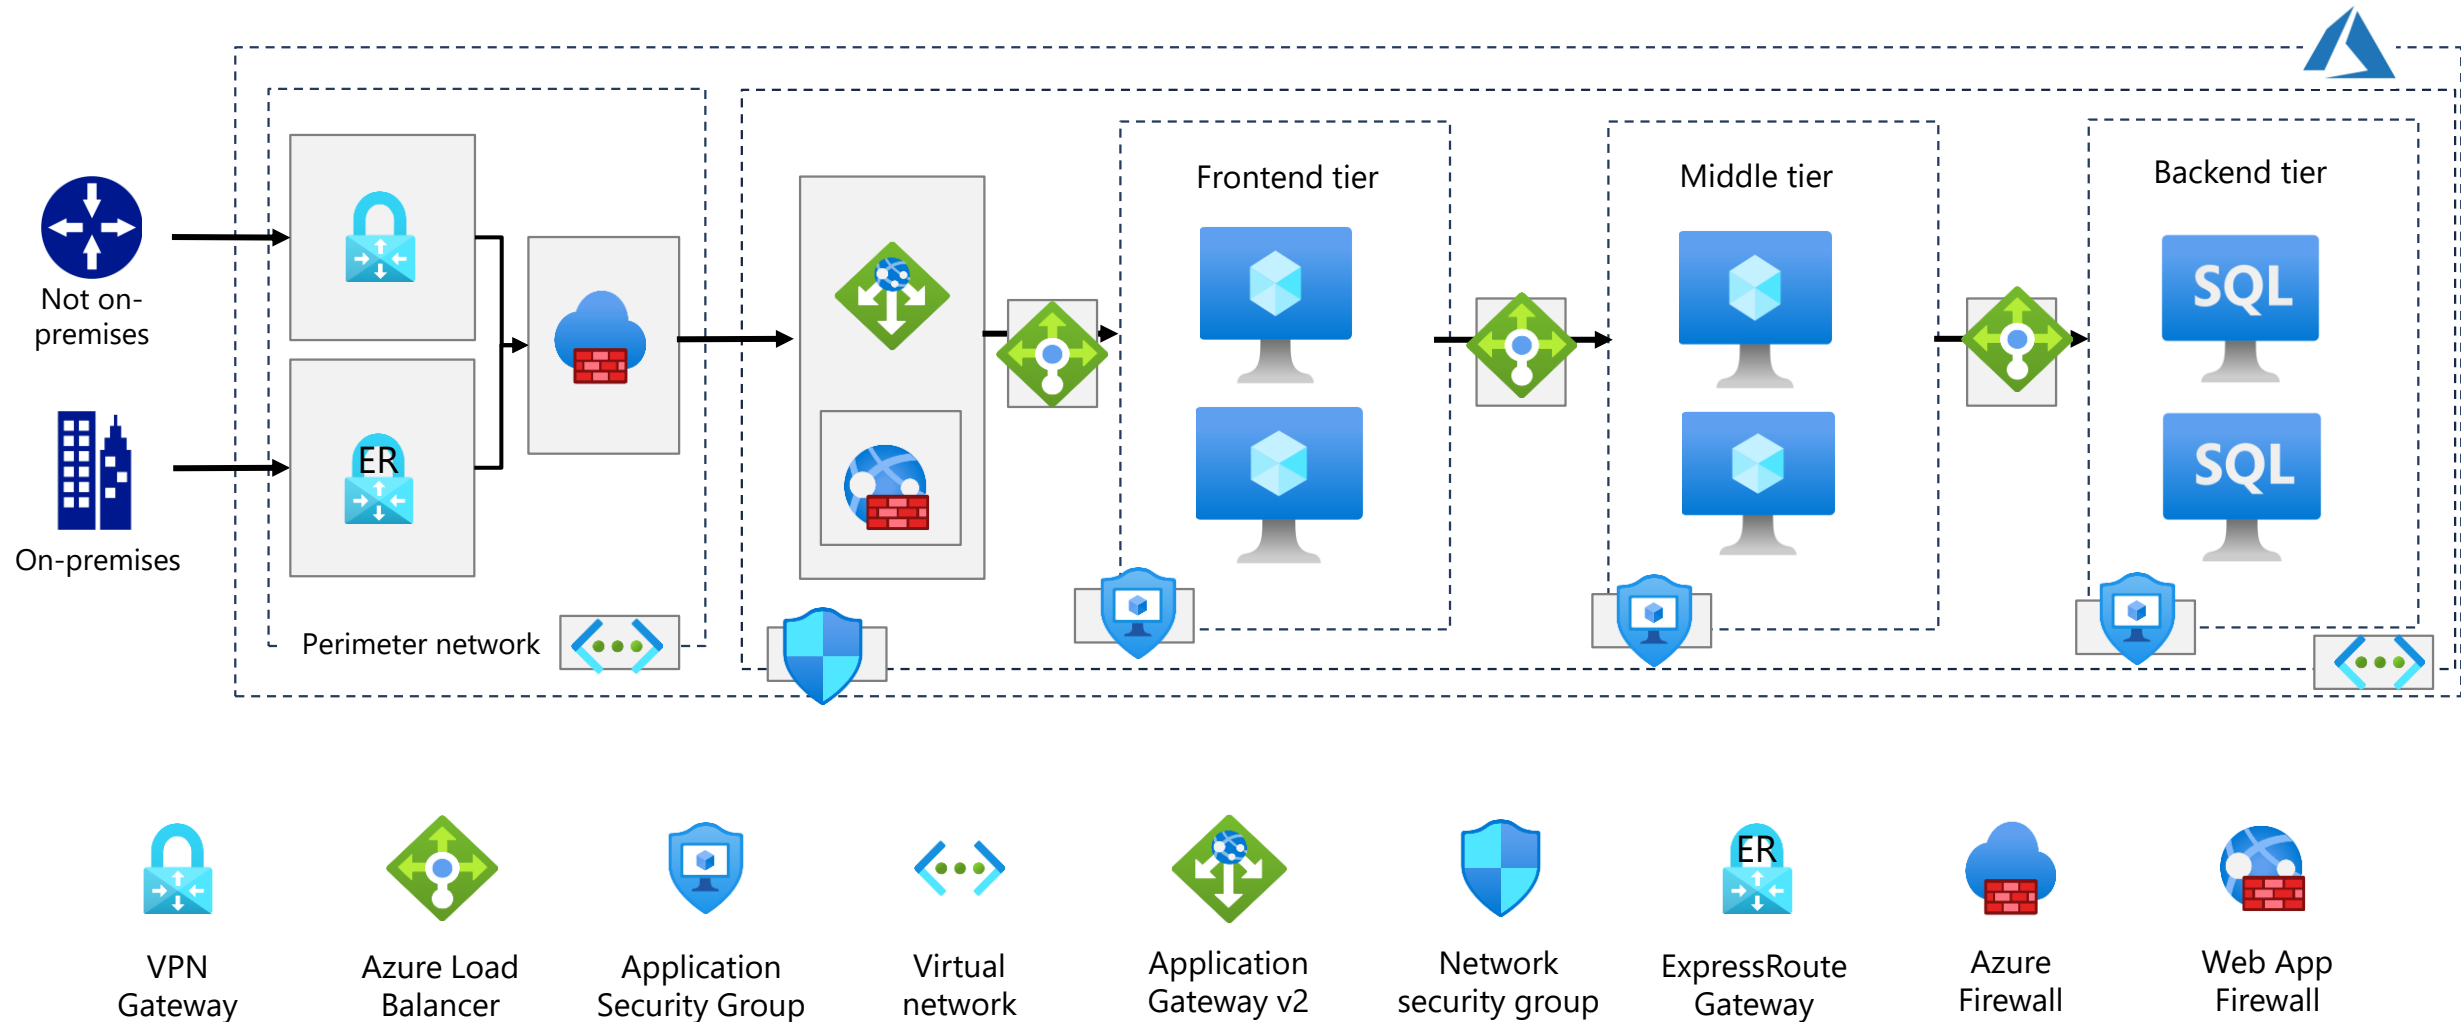 Frontend tier
Middle tier
Backend tier
Not on-
premises
SQL
SQL
ER
On-premises
Perimeter network
ER
VPN
Gateway
Azure Load
Balancer
Application
Security Group
Virtual
network
Application
Gateway v2
Network
security group
ExpressRoute
Gateway
Azure
Firewall
Web App
Firewall